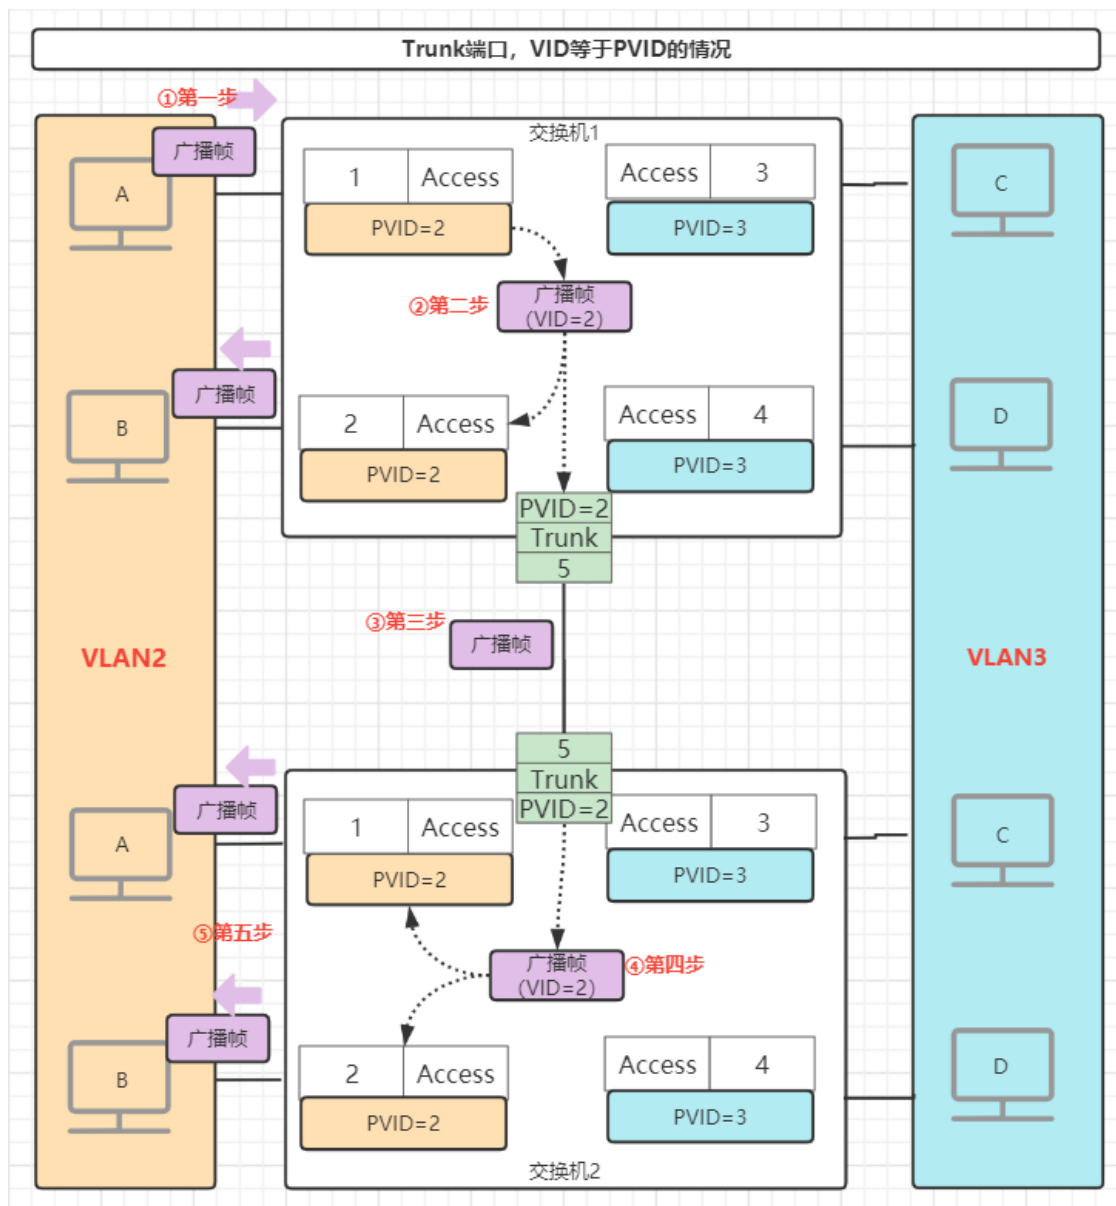 Trunk端口，VID等于PVID的情况
①第一步
广播帧
A
交换机1
1
Access
PVID=2
Access
3
PVID=3
C
②第二步
广播帧
(VID=2)
广播帧
B
2
Access
PVID=2
Access
4
PVID=3
D
PVID=2
Trunk
5
③第三步
广播帧
VLAN2
VLAN3
5
Trunk
PVID=2
广播帧
A
1
Access
PVID=2
Access
3
PVID=3
C
⑤第五步
广播帧
(VID=2)
④第四步
广播帧
B
2
Access
PVID=2
Access
4
PVID=3
D
交换机2